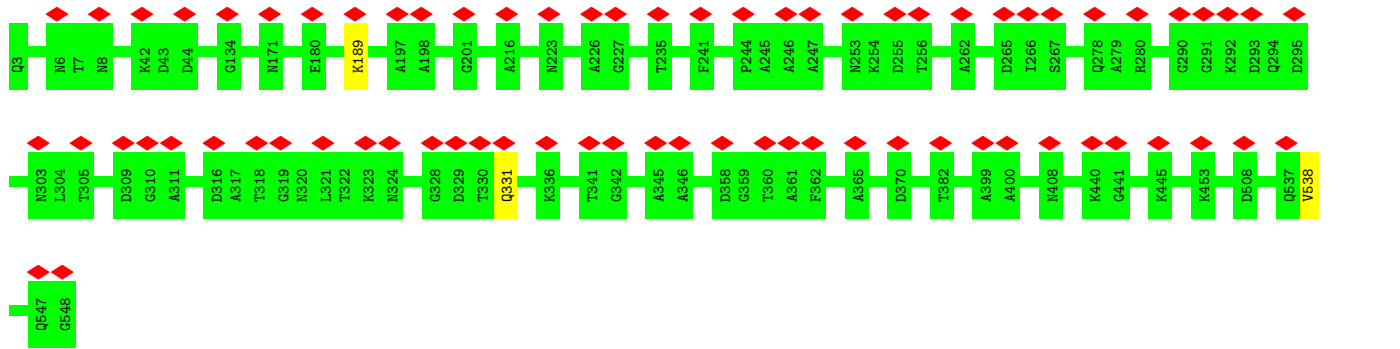 Q3 N6 T7 N8 K42 D43 D44 G134 N171 E180 K189 A197 A198 G201 A216 N223 A226 G227 T235 F241 P244 A245 A246 A247 N253 K254 D255 T256 A262 D265 I266 S267 Q278 A279 R280 G290 G291 K292 D293 Q294 D295
N303 L304 T305 D309 G310 A311 D316 A317 T318 G319 N320 L321 T322 K323 N324 G328 D329 T330 Q331 K336 T341 G342 A345 A346 D358 G359 T360 A361 F362 A365 D370 T382 A399 A400 N408 K440 G441 K445 K453 D508 Q537 V538
Q547 G548